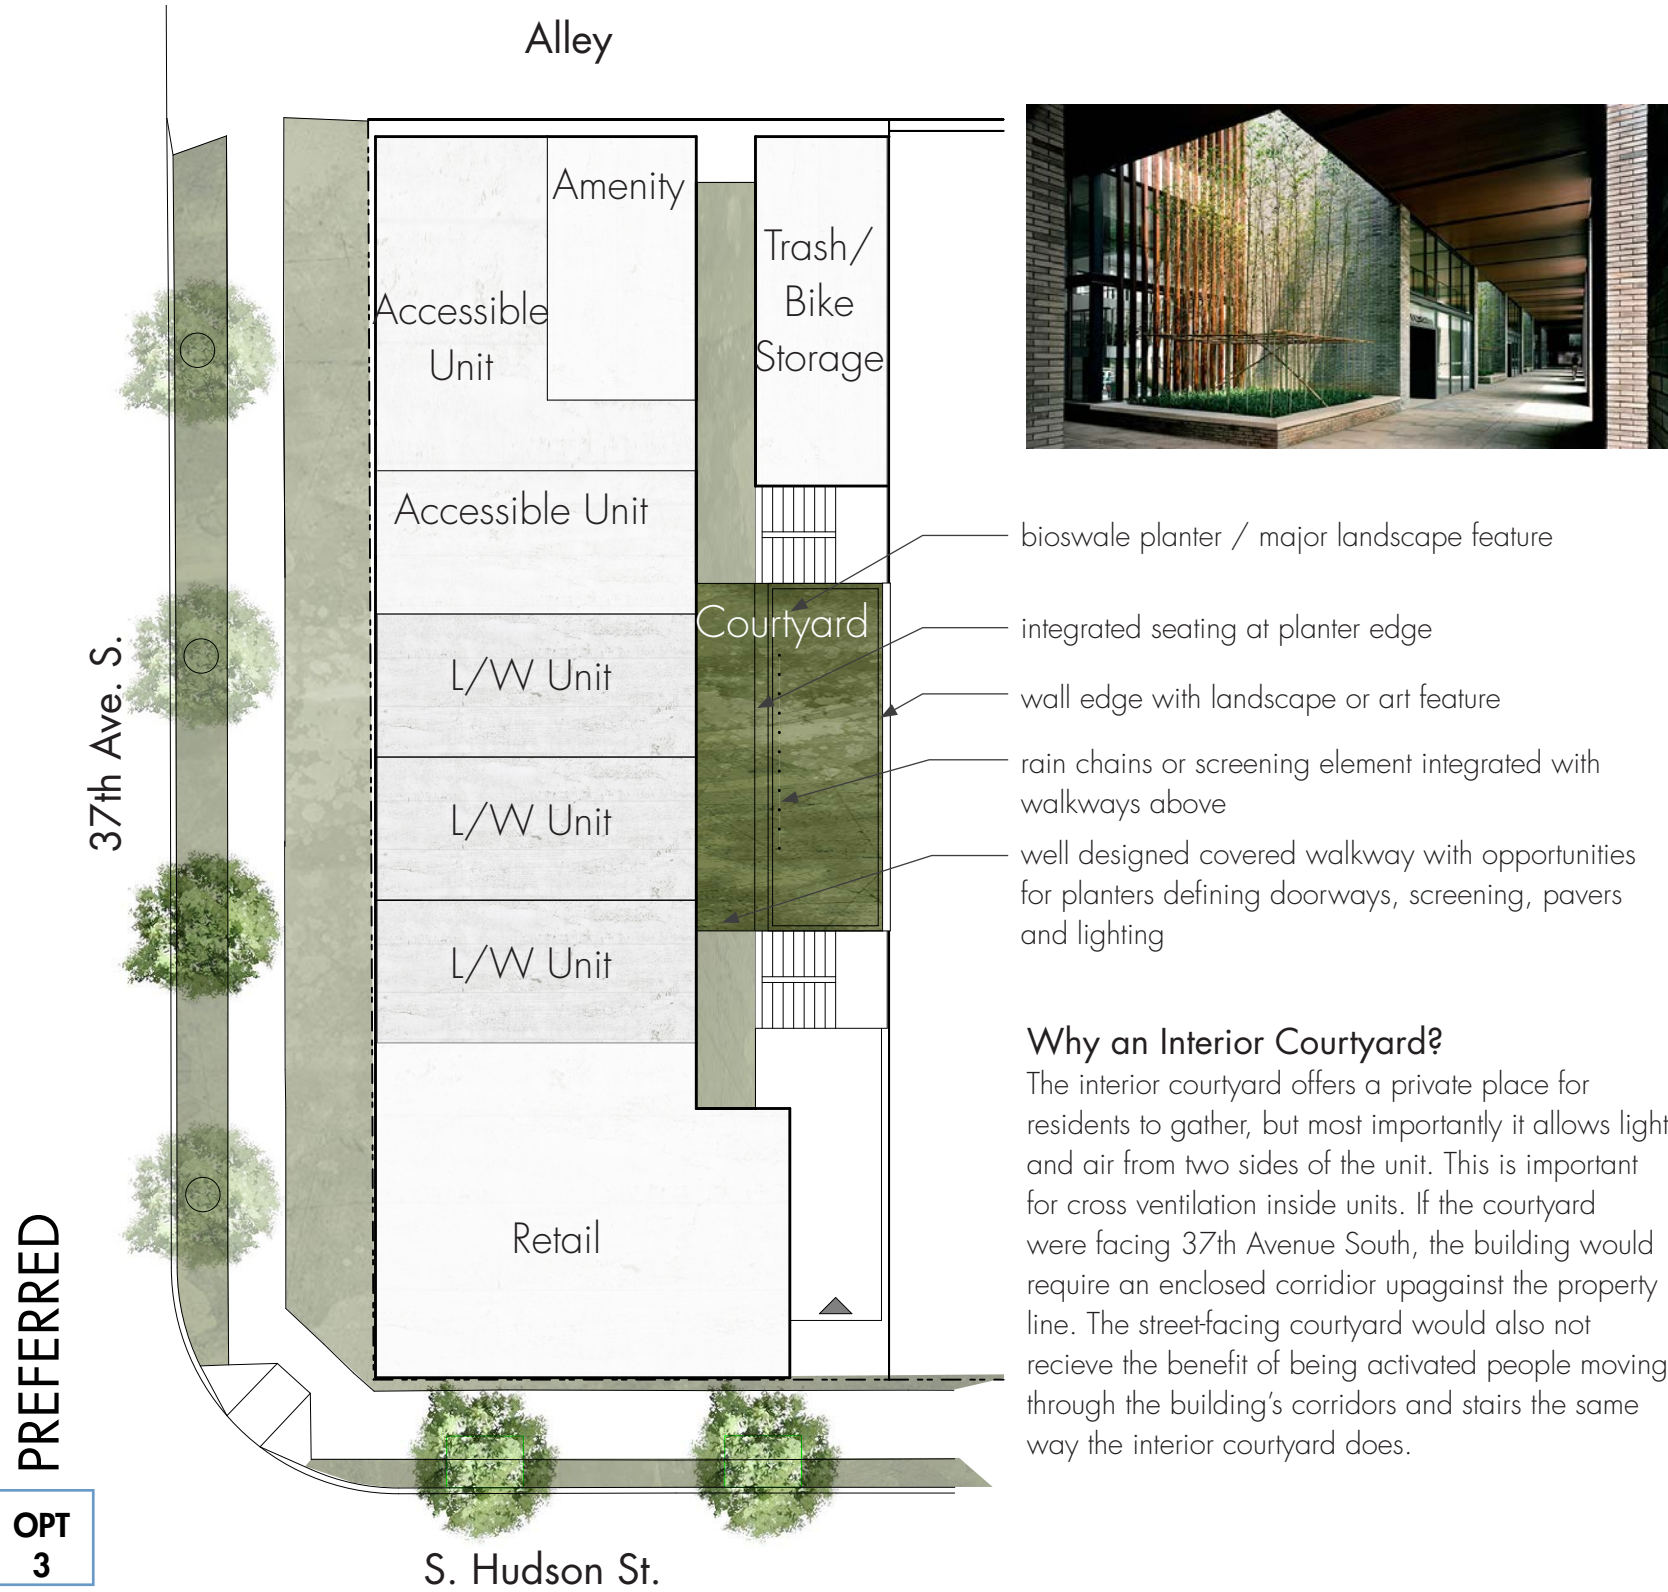 Alley
Amenity
Accessible
Unit
Trash/
Bike
Storage
Accessible Unit
Courtyard
L/W Unit
L/W Unit
L/W Unit
Retail
37th Ave. S.
S. Hudson St.
PREFERRED
OPT
3
bioswale planter / major landscape feature
integrated seating at planter edge
wall edge with landscape or art feature
rain chains or screening element integrated with
walkways above
well designed covered walkway with opportunities
for planters defining doorways, screening, pavers
and lighting
Why an Interior Courtyard?
The interior courtyard offers a private place for
residents to gather, but most importantly it allows light
and air from two sides of the unit. This is important
for cross ventilation inside units. If the courtyard
were facing 37th Avenue South, the building would
require an enclosed corridior upagainst the property
line. The street-facing courtyard would also not
recieve the benefit of being activated people moving
through the building's corridors and stairs the same
way the interior courtyard does.